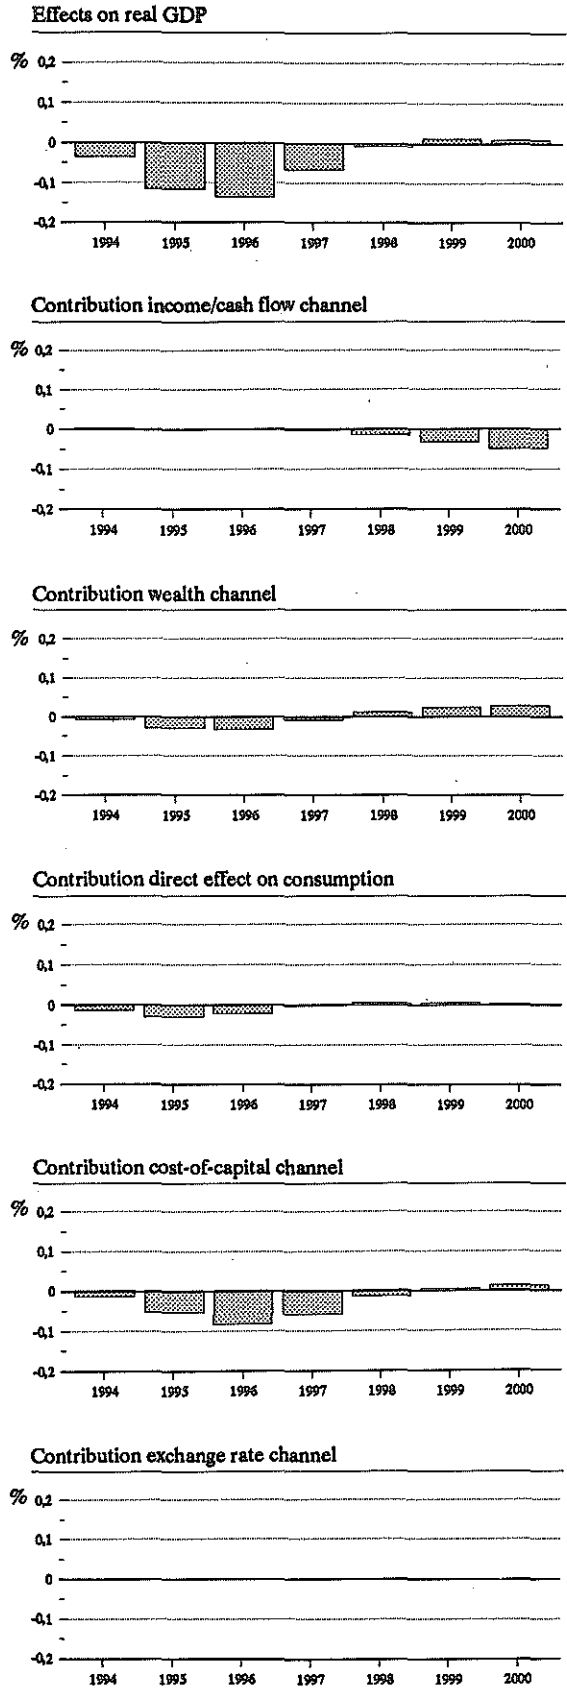 Effects on real GDP
% 0,2
0,1
0
-0,1
-0,2
1994 1995 1996 1997 1998 1999 2000
Contribution income/cash flow channel
% 0,2
0,1
0
-0,1
-0,2
1994 1995 1996 1997 1998 1999 2000
Contribution wealth channel
% 0,2
0,1
0
-0,1
-0,2
1994 1995 1996 1997 1998 1999 2000
Contribution direct effect on consumption
% 0,2
0,1
0
-0,1
-0,2
1994 1995 1996 1997 1998 1999 2000
Contribution cost-of-capital channel
% 0,2
0,1
0
-0,1
-0,2
1994 1995 1996 1997 1998 1999 2000
Contribution exchange rate channel
% 0,2
0,1
0
-0,1
-0,2
1994 1995 1996 1997 1998 1999 2000